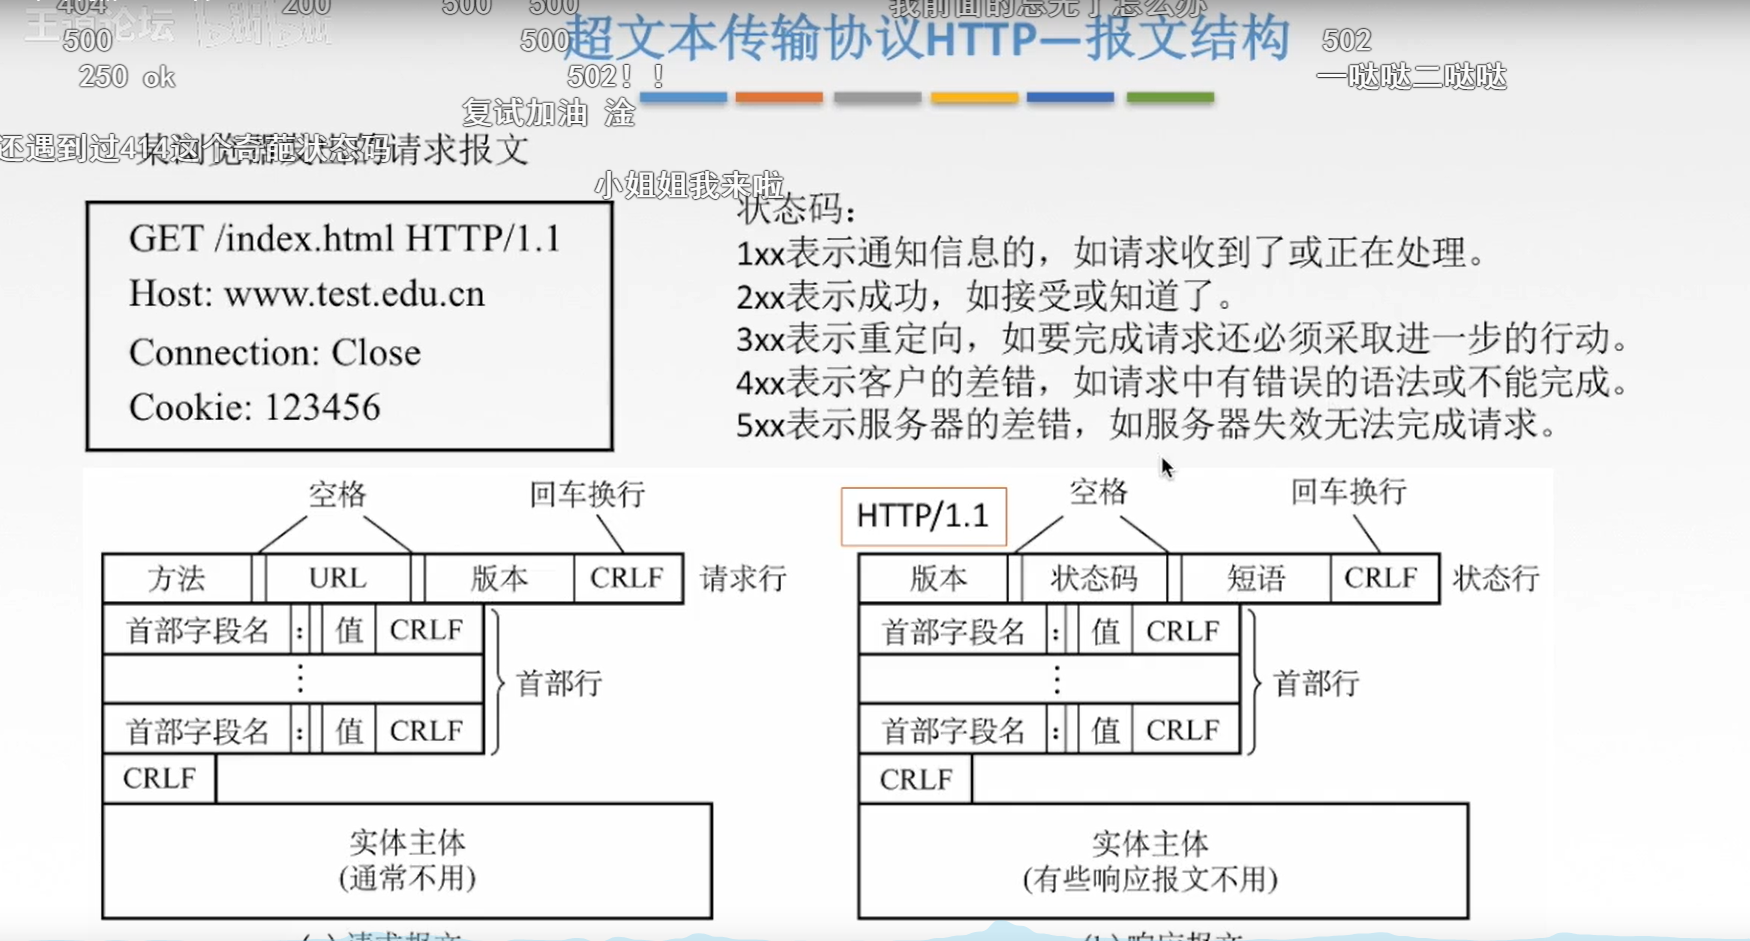 404
200
500
500
我前面的忘完了怎么办
王道论坛
bilibili
500
500
超文本传输协议HTTP—报文结构
502
250 ok
502！！
一哒哒二哒哒
复试加油 淦
还遇到过414这个奇葩状态码
请求报文
小姐姐我来啦
GET /index.html HTTP/1.1
Host: www.test.edu.cn
Connection: Close
Cookie: 123456
状态码：
1xx表示通知信息的，如请求收到了或正在处理。
2xx表示成功，如接受或知道了。
3xx表示重定向，如要完成请求还必须采取进一步的行动。
4xx表示客户的差错，如请求中有错误的语法或不能完成。
5xx表示服务器的差错，如服务器失效无法完成请求。
空格 回车换行
方法 URL 版本 CRLF 请求行
首部字段名 : 值 CRLF
⋮ 首部行
首部字段名 : 值 CRLF
CRLF
实体主体
(通常不用)
HTTP/1.1
空格 回车换行
版本 状态码 短语 CRLF 状态行
首部字段名 : 值 CRLF
⋮ 首部行
首部字段名 : 值 CRLF
CRLF
实体主体
(有些响应报文不用)